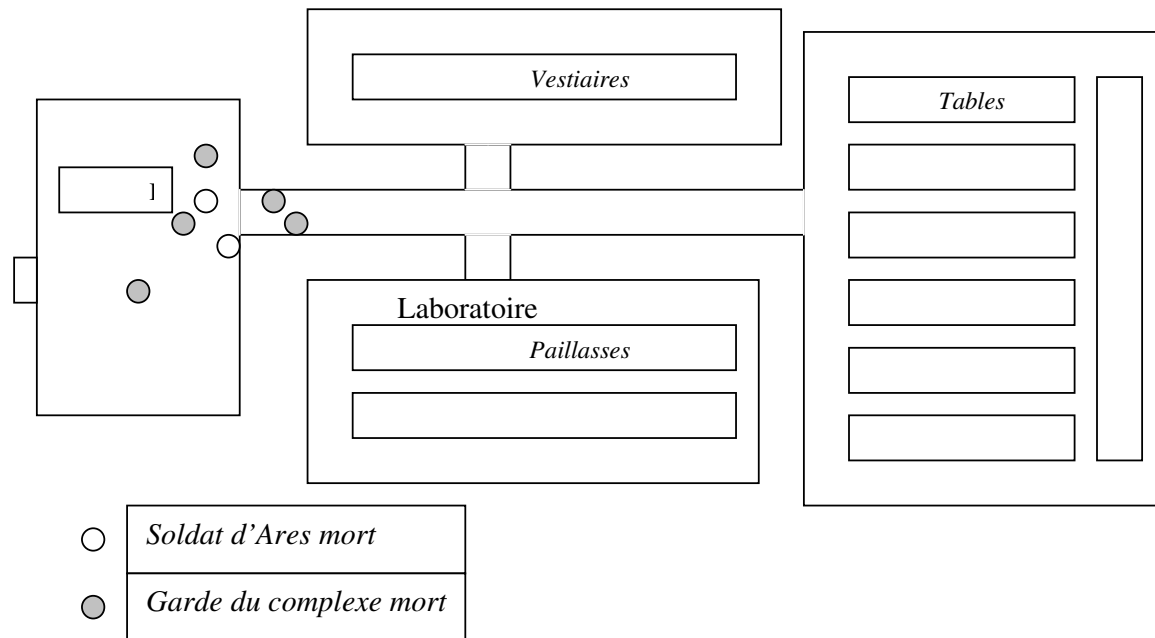 Vestiaires
Tables
]
Laboratoire
Paillasses
Soldat d'Ares mort
Garde du complexe mort